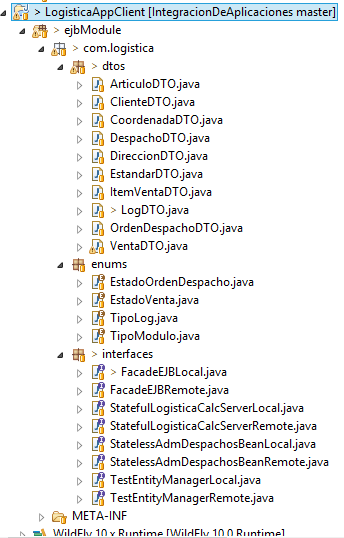 > LogisticaAppClient [IntegracionDeAplicaciones master]
> ejbModule
> com.logistica
> dtos
ArticuloDTO.java
ClienteDTO.java
CoordenadaDTO.java
DespachoDTO.java
DireccionDTO.java
EstandarDTO.java
ItemVentaDTO.java
> LogDTO.java
OrdenDespachoDTO.java
VentaDTO.java
enums
EstadoOrdenDespacho.java
EstadoVenta.java
TipoLog.java
TipoModulo.java
> interfaces
> FacadeEJBLocal.java
FacadeEJBRemote.java
StatefulLogisticaCalcServerLocal.java
StatefulLogisticaCalcServerRemote.java
StatelessAdmDespachosBeanLocal.java
StatelessAdmDespachosBeanRemote.java
TestEntityManagerLocal.java
TestEntityManagerRemote.java
META-INF
WildFly 10.x Runtime [WildFly 10.0 Runtime]